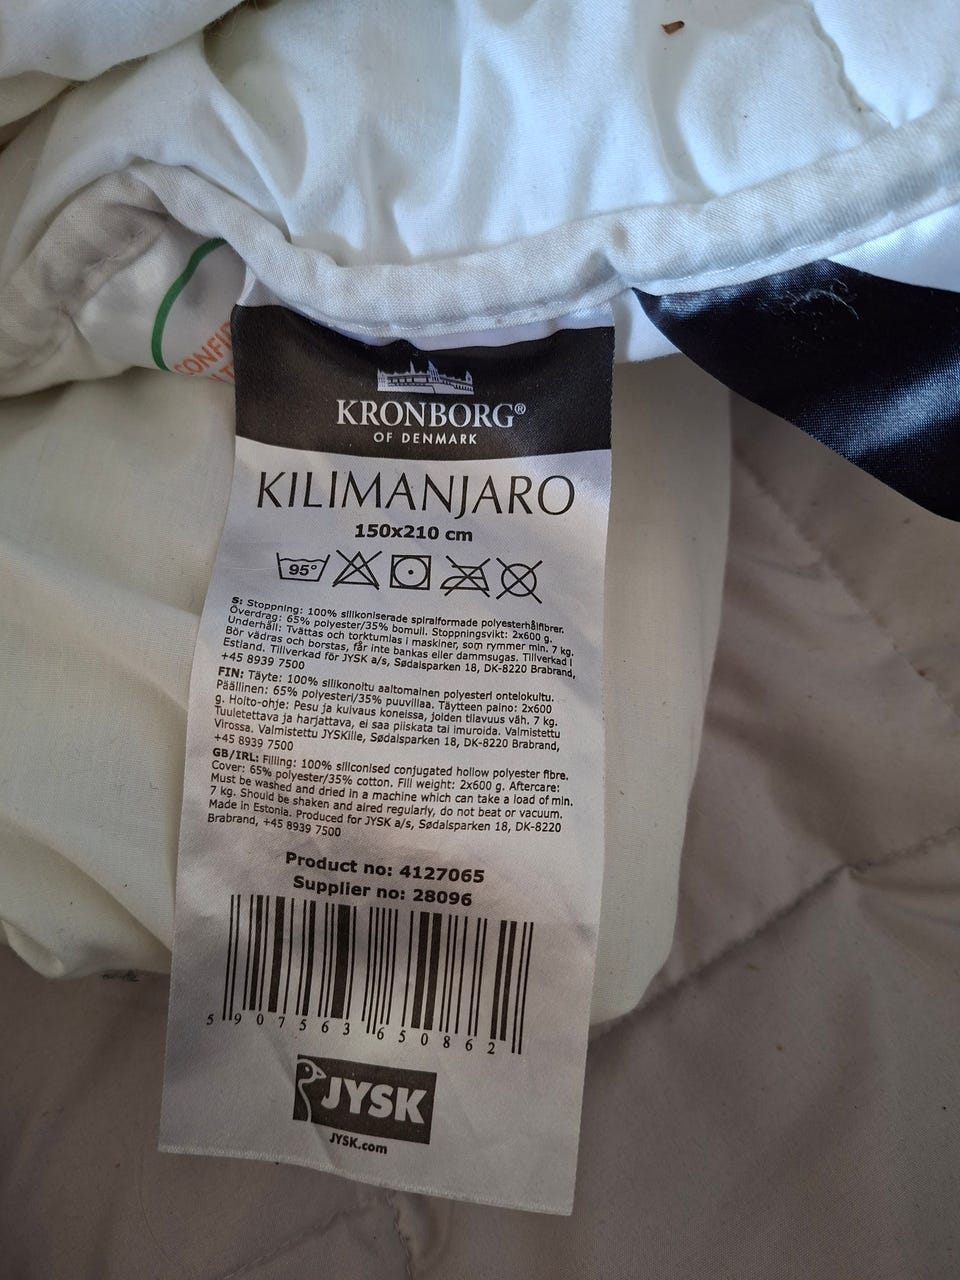 CONFI
KRONBORG®
OF DENMARK
KILIMANJARO
150x210 cm
95°
S: Stoppning: 100% silikoniserade spiralformade polyesterhålfibrer.
Överdrag: 65% polyester/35% bomull. Stoppningsvikt: 2x600 g.
Underhåll: Tvättas och torktumlas i maskiner, som rymmer min. 7 kg.
Bör vädras och borstas, får inte bankas eller dammsugas. Tillverkad i
Estland. Tillverkad för JYSK a/s, Sødalsparken 18, DK-8220 Brabrand,
+45 8939 7500
FIN: Täyte: 100% silikonoitu aaltomainen polyesteri ontelokuitu.
Päällinen: 65% polyesteri/35% puuvillaa. Täytteen paino: 2x600
g. Hoito-ohje: Pesu ja kuivaus koneissa, joiden tilavuus väh. 7 kg.
Tuuletettava ja harjattava, ei saa piiskata tai imuroida. Valmistettu
Virossa. Valmistettu JYSKille, Sødalsparken 18, DK-8220 Brabrand,
+45 8939 7500
GB/IRL: Filling: 100% siliconised conjugated hollow polyester fibre.
Cover: 65% polyester/35% cotton. Fill weight: 2x600 g. Aftercare:
Must be washed and dried in a machine which can take a load of min.
7 kg. Should be shaken and aired regularly, do not beat or vacuum.
Made in Estonia. Produced for JYSK a/s, Sødalsparken 18, DK-8220
Brabrand, +45 8939 7500
Product no: 4127065
Supplier no: 28096
5 907563 650862
JYSK
JYSK.com